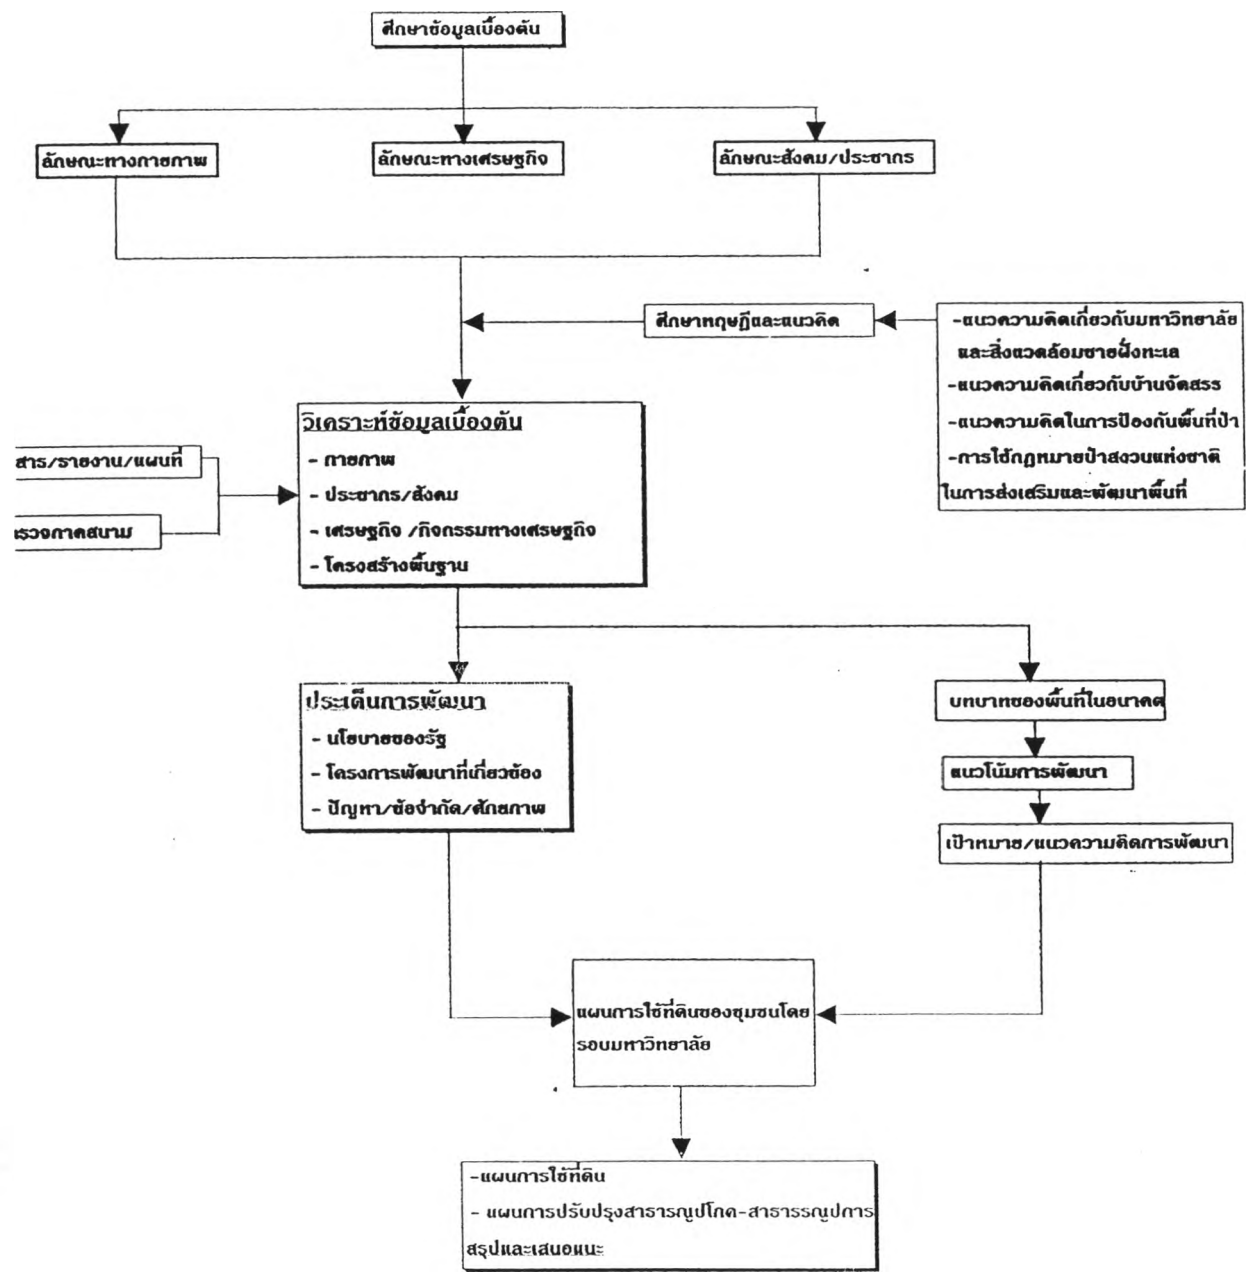 ศึกษาข้อมูลเบื้องต้น
ลักษณะทางกายภาพ
ลักษณะทางเศรษฐกิจ
ลักษณะสังคม/ประชากร
ศึกษาทฤษฎีและแนวคิด
-แนวความคิดเกี่ยวกับมหาวิทยาลัย
และสิ่งแวดล้อมชายฝั่งทะเล
-แนวความคิดเกี่ยวกับบ้านจัดสรร
-แนวความคิดในการป้องกันพื้นที่ป่า
-การใช้กฎหมายป่าสงวนแห่งชาติ
ในการส่งเสริมและพัฒนาพื้นที่
วิเคราะห์ข้อมูลเบื้องต้น
- กายภาพ
- ประชากร/สังคม
- เศรษฐกิจ /กิจกรรมทางเศรษฐกิจ
- โครงสร้างพื้นฐาน
สาร/รายงาน/แผนที่
รวจภาคสนาม
ประเด็นการพัฒนา
- นโยบายของรัฐ
- โครงการพัฒนาที่เกี่ยวข้อง
- ปัญหา/ข้อจำกัด/ศักยภาพ
บทบาทของพื้นที่ในอนาคต
แนวโน้มการพัฒนา
เป้าหมาย/แนวความคิดการพัฒนา
แผนการใช้ที่ดินของชุมชนโดย
รอบมหาวิทยาลัย
-แผนการใช้ที่ดิน
- แผนการปรับปรุงสาธารณูปโภค-สาธารรณูปการ
สรุปและเสนอแนะ